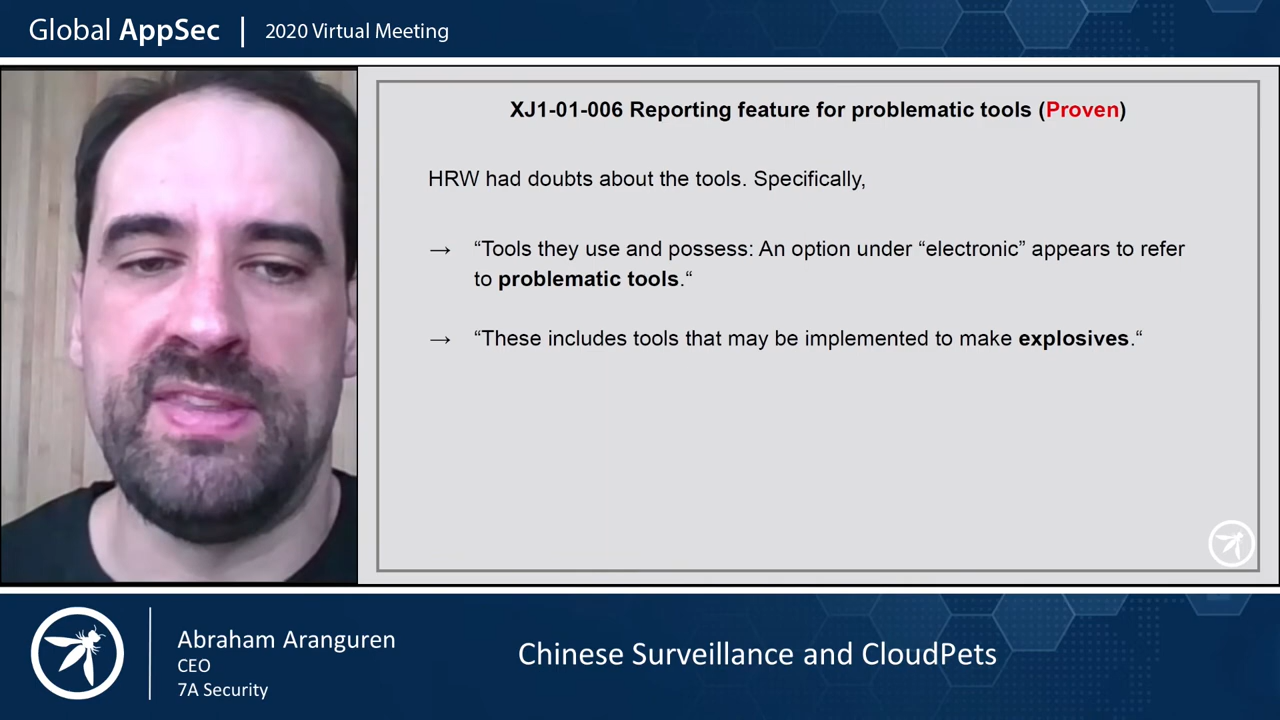 Global AppSec | 2020 Virtual Meeting
XJ1-01-006 Reporting feature for problematic tools (Proven)
HRW had doubts about the tools. Specifically,
→ “Tools they use and possess: An option under “electronic” appears to refer
to problematic tools.“
→ “These includes tools that may be implemented to make explosives.“
Abraham Aranguren
CEO
7A Security
Chinese Surveillance and CloudPets